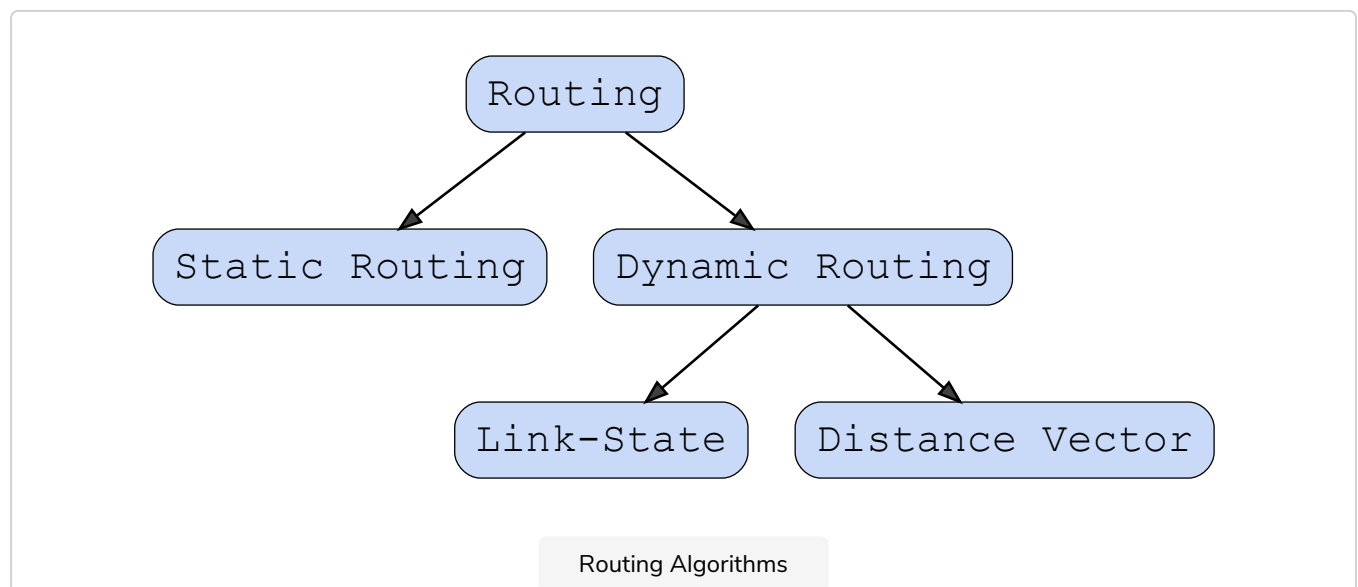 Routing
Static Routing
Dynamic Routing
Link-State
Distance Vector
Routing Algorithms